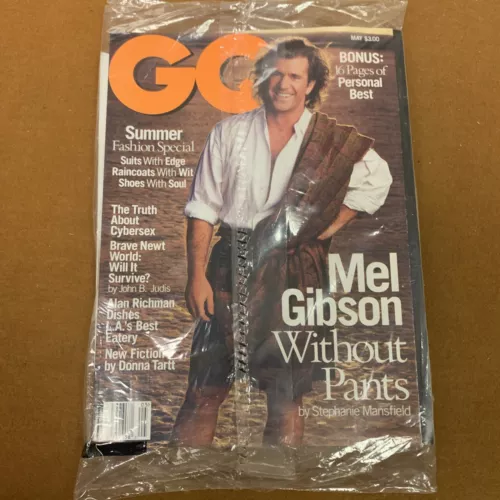 GQ
MAY $3.00
BONUS:
16 Pages of
Personal
Best
Summer
Fashion Special
Suits With Edge
Raincoats With Wit
Shoes With Soul
The Truth
About
Cybersex
Brave Newt
World:
Will It
Survive?
by John B. Judis
Alan Richman
Dishes
L.A.'s Best
Eatery
New Fiction
by Donna Tartt
Mel
Gibson
Without
Pants
by Stephanie Mansfield